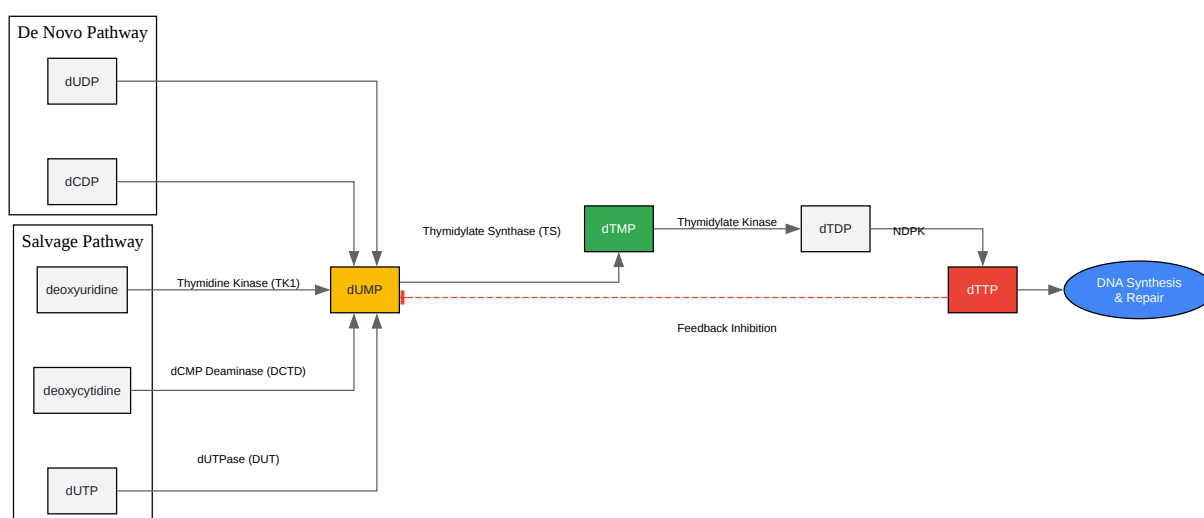 De Novo Pathway
dUDP
dCDP
Salvage Pathway
deoxyuridine
deoxycytidine
dUTP
Thymidine Kinase (TK1)
dCMP Deaminase (DCTD)
dUTPase (DUT)
dUMP
Thymidylate Synthase (TS)
dTMP
Thymidylate Kinase
dTDP
NDPK
dTTP
Feedback Inhibition
DNA Synthesis
& Repair